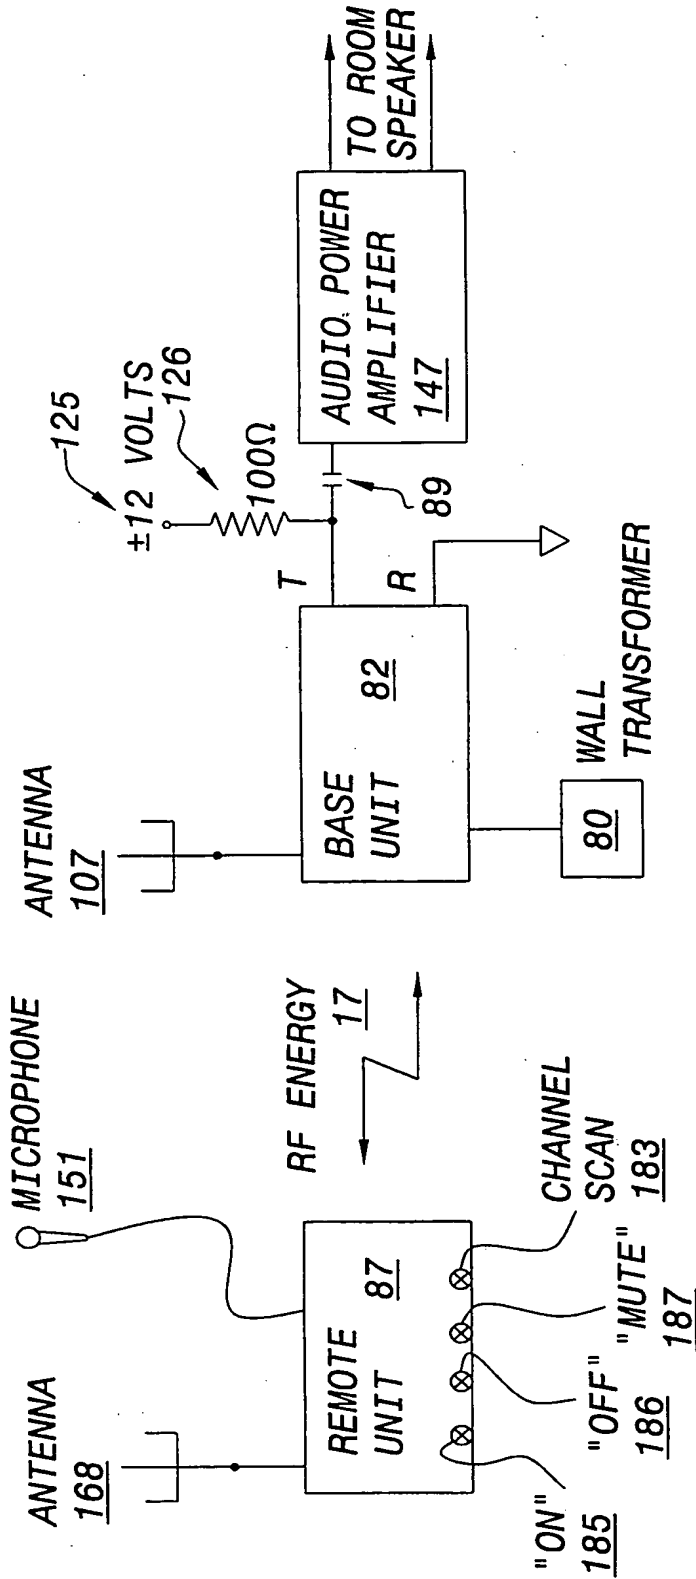 ANTENNA
168
MICROPHONE
151
REMOTE
UNIT
87
"ON"
185
"OFF"
186
"MUTE"
187
CHANNEL
SCAN
183
RF ENERGY
17
ANTENNA
107
BASE
UNIT
82
80
WALL
TRANSFORMER
T
R
125
±12 VOLTS
126
100Ω
89
AUDIO POWER
AMPLIFIER
147
TO ROOM
SPEAKER